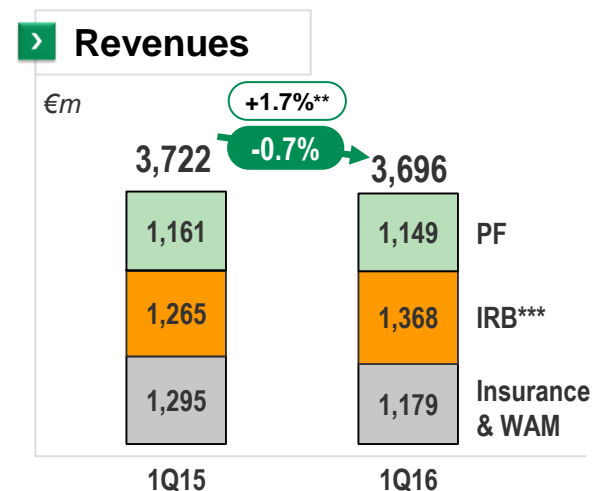 Revenues
€m
+1.7%**
-0.7%
3,722
3,696
1,161
1,149
PF
1,265
1,368
IRB***
1,295
1,179
Insurance
& WAM
1Q15
1Q16